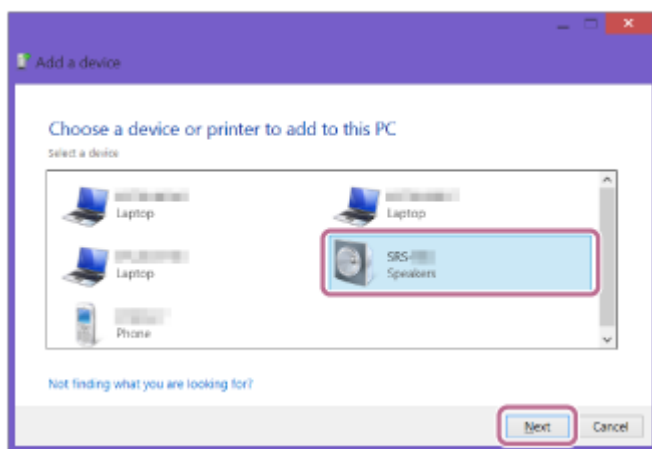 Add a device
Choose a device or printer to add to this PC
Select a device
Laptop
Laptop
Laptop
SRS-
Speakers
Phone
Not finding what you are looking for?
Next
Cancel